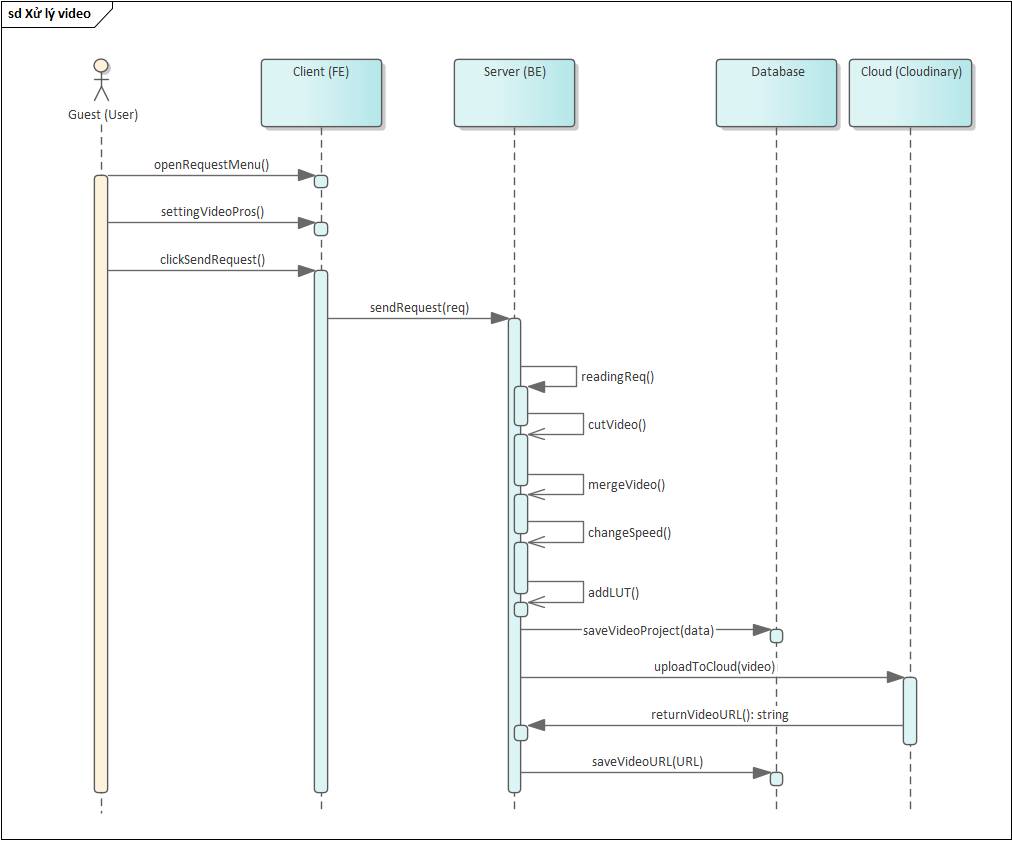 sd Xử lý video
Guest (User)
Client (FE)
Server (BE)
Database
Cloud (Cloudinary)
openRequestMenu()
settingVideoPros()
clickSendRequest()
sendRequest(req)
readingReq()
cutVideo()
mergeVideo()
changeSpeed()
addLUT()
saveVideoProject(data)
uploadToCloud(video)
returnVideoURL(): string
saveVideoURL(URL)